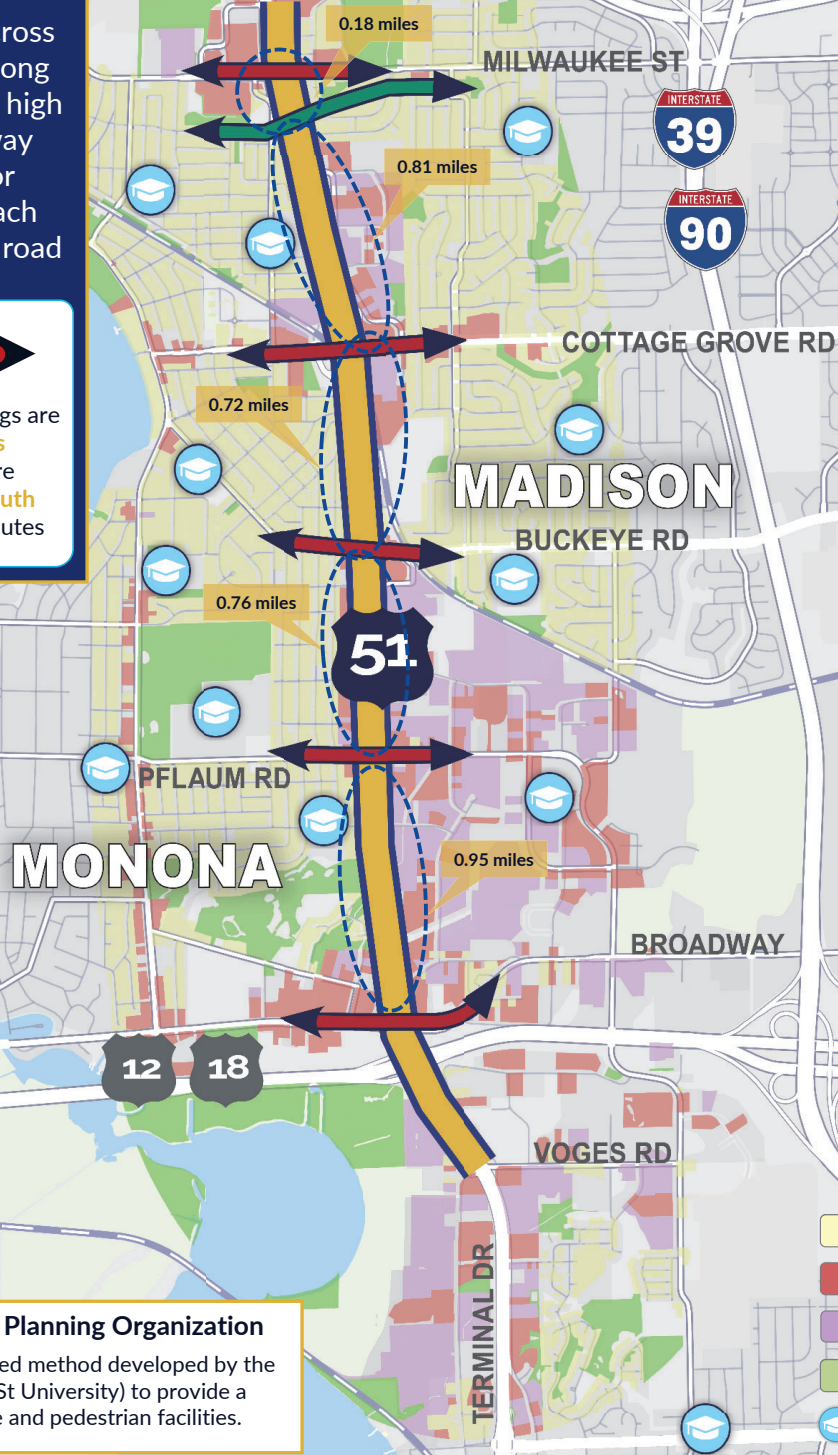 cross
ong
high
way
or
ach
road
gs are
s
re
uth
utes
0.18 miles
MILWAUKEE ST
INTERSTATE
39
0.81 miles
INTERSTATE
90
COTTAGE GROVE RD
0.72 miles
MADISON
BUCKEYE RD
0.76 miles
51
PFLAUM RD
MONONA
0.95 miles
BROADWAY
12
18
VOGES RD
TERMINAL DR
Planning Organization
ed method developed by the
St University) to provide a
e and pedestrian facilities.